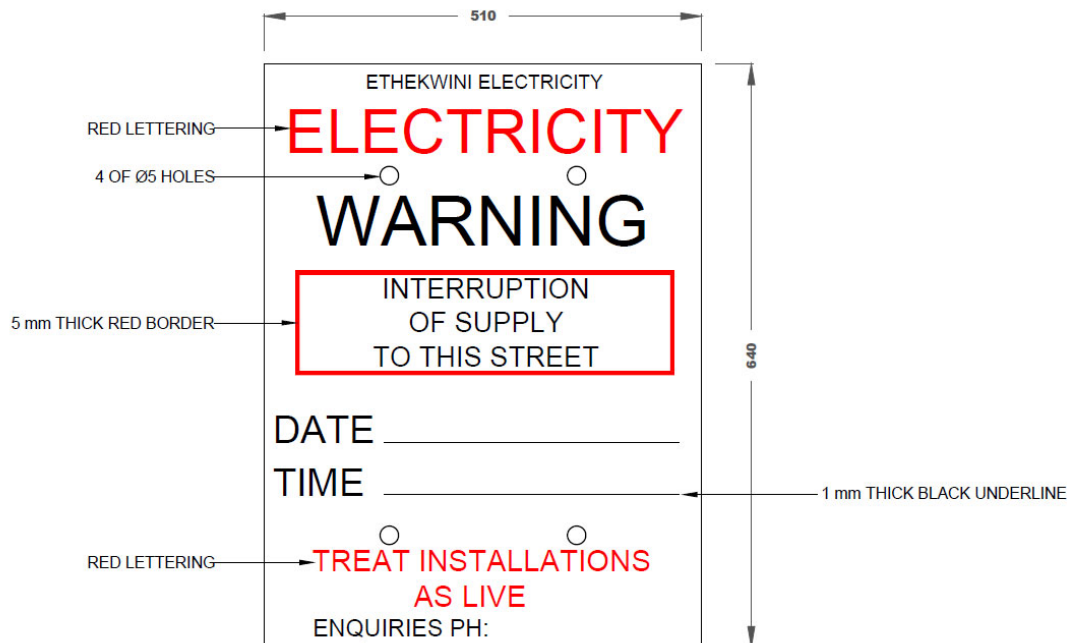 510
ETHEKWINI ELECTRICITY
RED LETTERING
ELECTRICITY
4 OF Ø5 HOLES
WARNING
5 mm THICK RED BORDER
INTERRUPTION
OF SUPPLY
TO THIS STREET
640
DATE
TIME
1 mm THICK BLACK UNDERLINE
RED LETTERING
TREAT INSTALLATIONS
AS LIVE
ENQUIRIES PH: